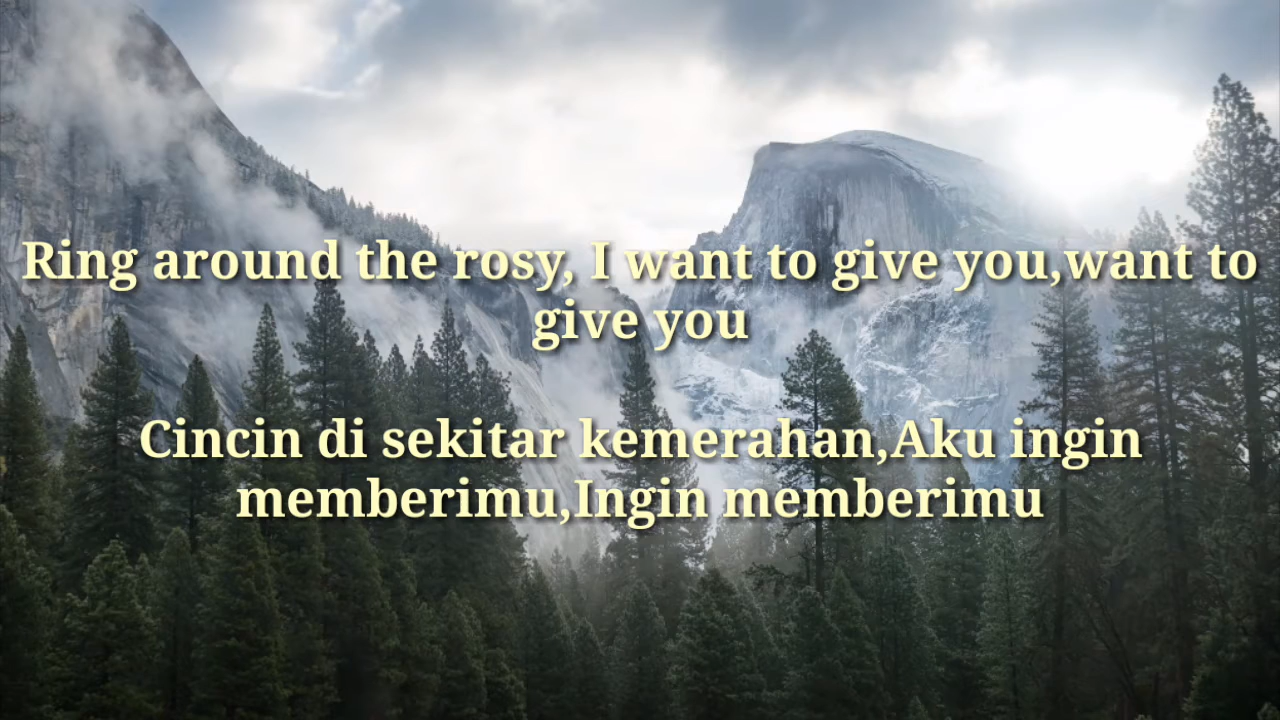 Ring around the rosy, I want to give you,want to
give you
Cincin di sekitar kemerahan,Aku ingin
memberimu,Ingin memberimu